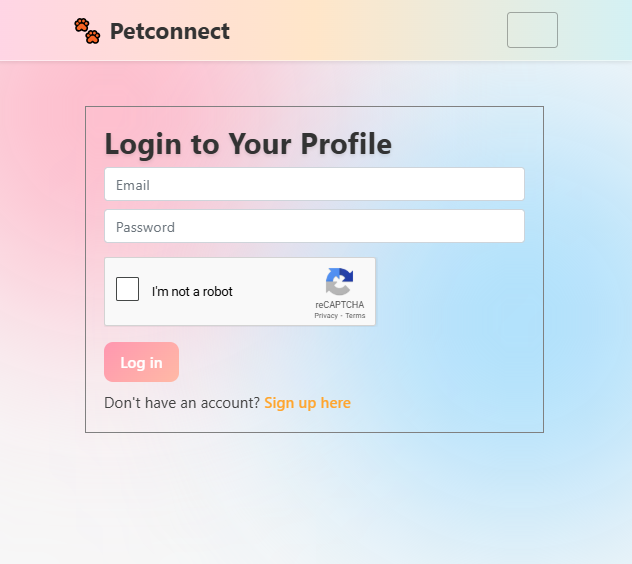 Petconnect
Login to Your Profile
Email
Password
I'm not a robot
reCAPTCHA
Privacy - Terms
Log in
Don't have an account? Sign up here